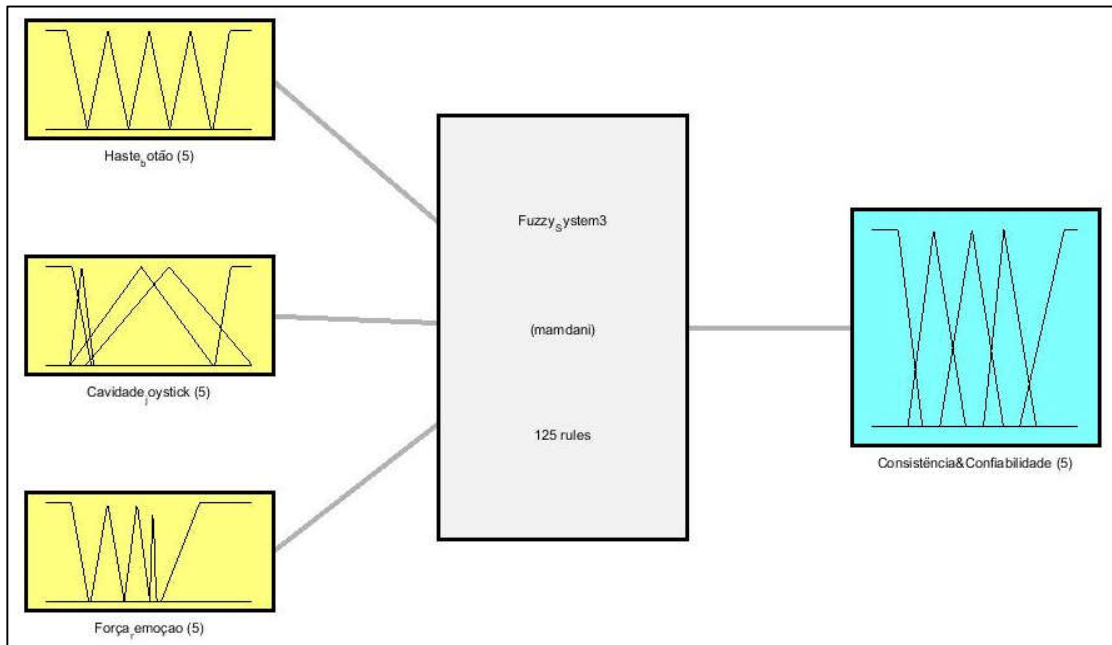 Haste_botão (5)
Cavidade_joystick (5)
Força_remoçao (5)
Fuzzy_System3
(mamdani)
125 rules
Consistência&Confiabilidade (5)